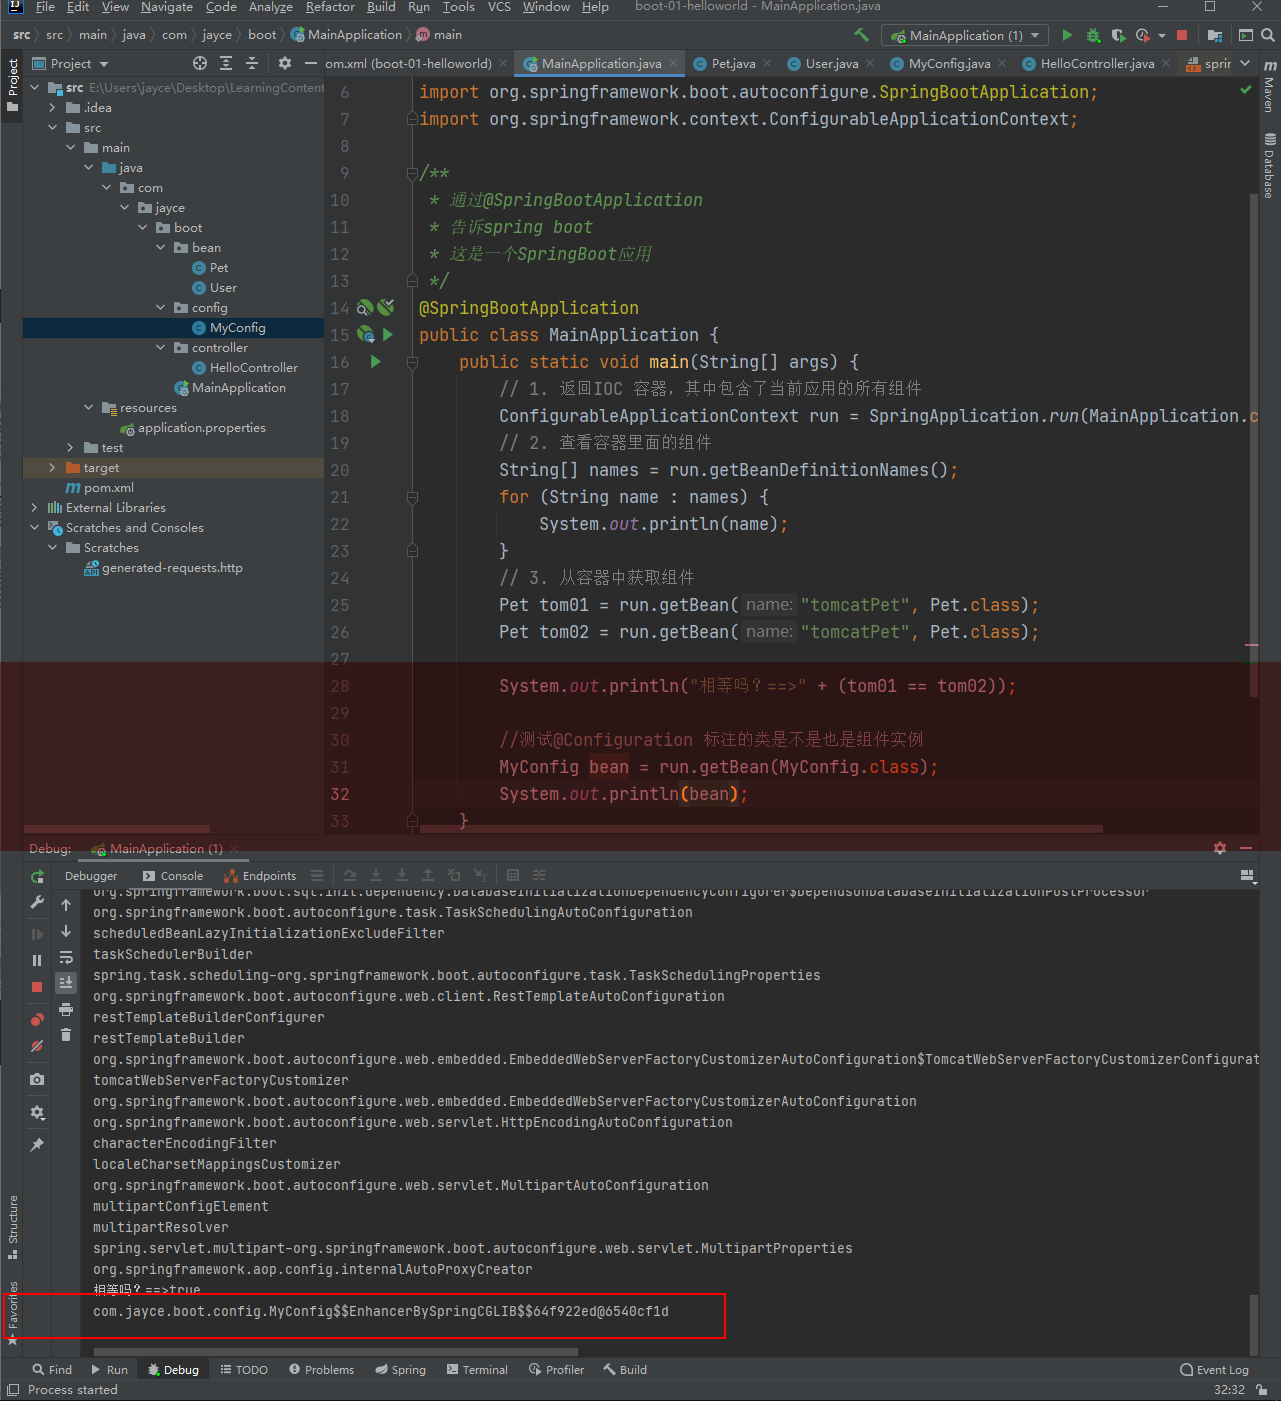 File Edit View Navigate Code Analyze Refactor Build Run Tools VCS Window Help boot-01-helloworld - MainApplication.java
src src main java com jayce boot MainApplication main MainApplication (1)
Project om.xml (boot-01-helloworld) MainApplication.java Pet.java User.java MyConfig.java HelloController.java sprin
Project
Maven
Database
src E:\Users\jayce\Desktop\LearningContent
.idea
src
main
java
com
jayce
boot
bean
Pet
User
config
MyConfig
controller
HelloController
MainApplication
resources
application.properties
test
target
pom.xml
External Libraries
Scratches and Consoles
Scratches
generated-requests.http
6 import org.springframework.boot.autoconfigure.SpringBootApplication;
7 import org.springframework.context.ConfigurableApplicationContext;
8
9 /**
10 * 通过@SpringBootApplication
11 * 告诉spring boot
12 * 这是一个SpringBoot应用
13 */
14 @SpringBootApplication
15 public class MainApplication {
16 public static void main(String[] args) {
17 // 1. 返回IOC 容器，其中包含了当前应用的所有组件
18 ConfigurableApplicationContext run = SpringApplication.run(MainApplication.c
19 // 2. 查看容器里面的组件
20 String[] names = run.getBeanDefinitionNames();
21 for (String name : names) {
22 System.out.println(name);
23 }
24 // 3. 从容器中获取组件
25 Pet tom01 = run.getBean( name: "tomcatPet", Pet.class);
26 Pet tom02 = run.getBean( name: "tomcatPet", Pet.class);
27
28 System.out.println("相等吗？==>" + (tom01 == tom02));
29
30 //测试@Configuration 标注的类是不是也是组件实例
31 MyConfig bean = run.getBean(MyConfig.class);
32 System.out.println(bean);
33 }
Debug: MainApplication (1)
Debugger Console Endpoints
org.springframework.boot.sql.init.dependency.DatabaseInitializationDependencyConfigurer$DependsOnDatabaseInitializationPostProcessor
org.springframework.boot.autoconfigure.task.TaskSchedulingAutoConfiguration
scheduledBeanLazyInitializationExcludeFilter
taskSchedulerBuilder
spring.task.scheduling-org.springframework.boot.autoconfigure.task.TaskSchedulingProperties
org.springframework.boot.autoconfigure.web.client.RestTemplateAutoConfiguration
restTemplateBuilderConfigurer
restTemplateBuilder
org.springframework.boot.autoconfigure.web.embedded.EmbeddedWebServerFactoryCustomizerAutoConfiguration$TomcatWebServerFactoryCustomizerConfigurat
tomcatWebServerFactoryCustomizer
org.springframework.boot.autoconfigure.web.embedded.EmbeddedWebServerFactoryCustomizerAutoConfiguration
org.springframework.boot.autoconfigure.web.servlet.HttpEncodingAutoConfiguration
characterEncodingFilter
localeCharsetMappingsCustomizer
org.springframework.boot.autoconfigure.web.servlet.MultipartAutoConfiguration
multipartConfigElement
multipartResolver
spring.servlet.multipart-org.springframework.boot.autoconfigure.web.servlet.MultipartProperties
org.springframework.aop.config.internalAutoProxyCreator
相等吗？==>true
com.jayce.boot.config.MyConfig$$EnhancerBySpringCGLIB$$64f922ed@6540cf1d
Structure
Favorites
Find Run Debug TODO Problems Spring Terminal Profiler Build Event Log
Process started 32:32